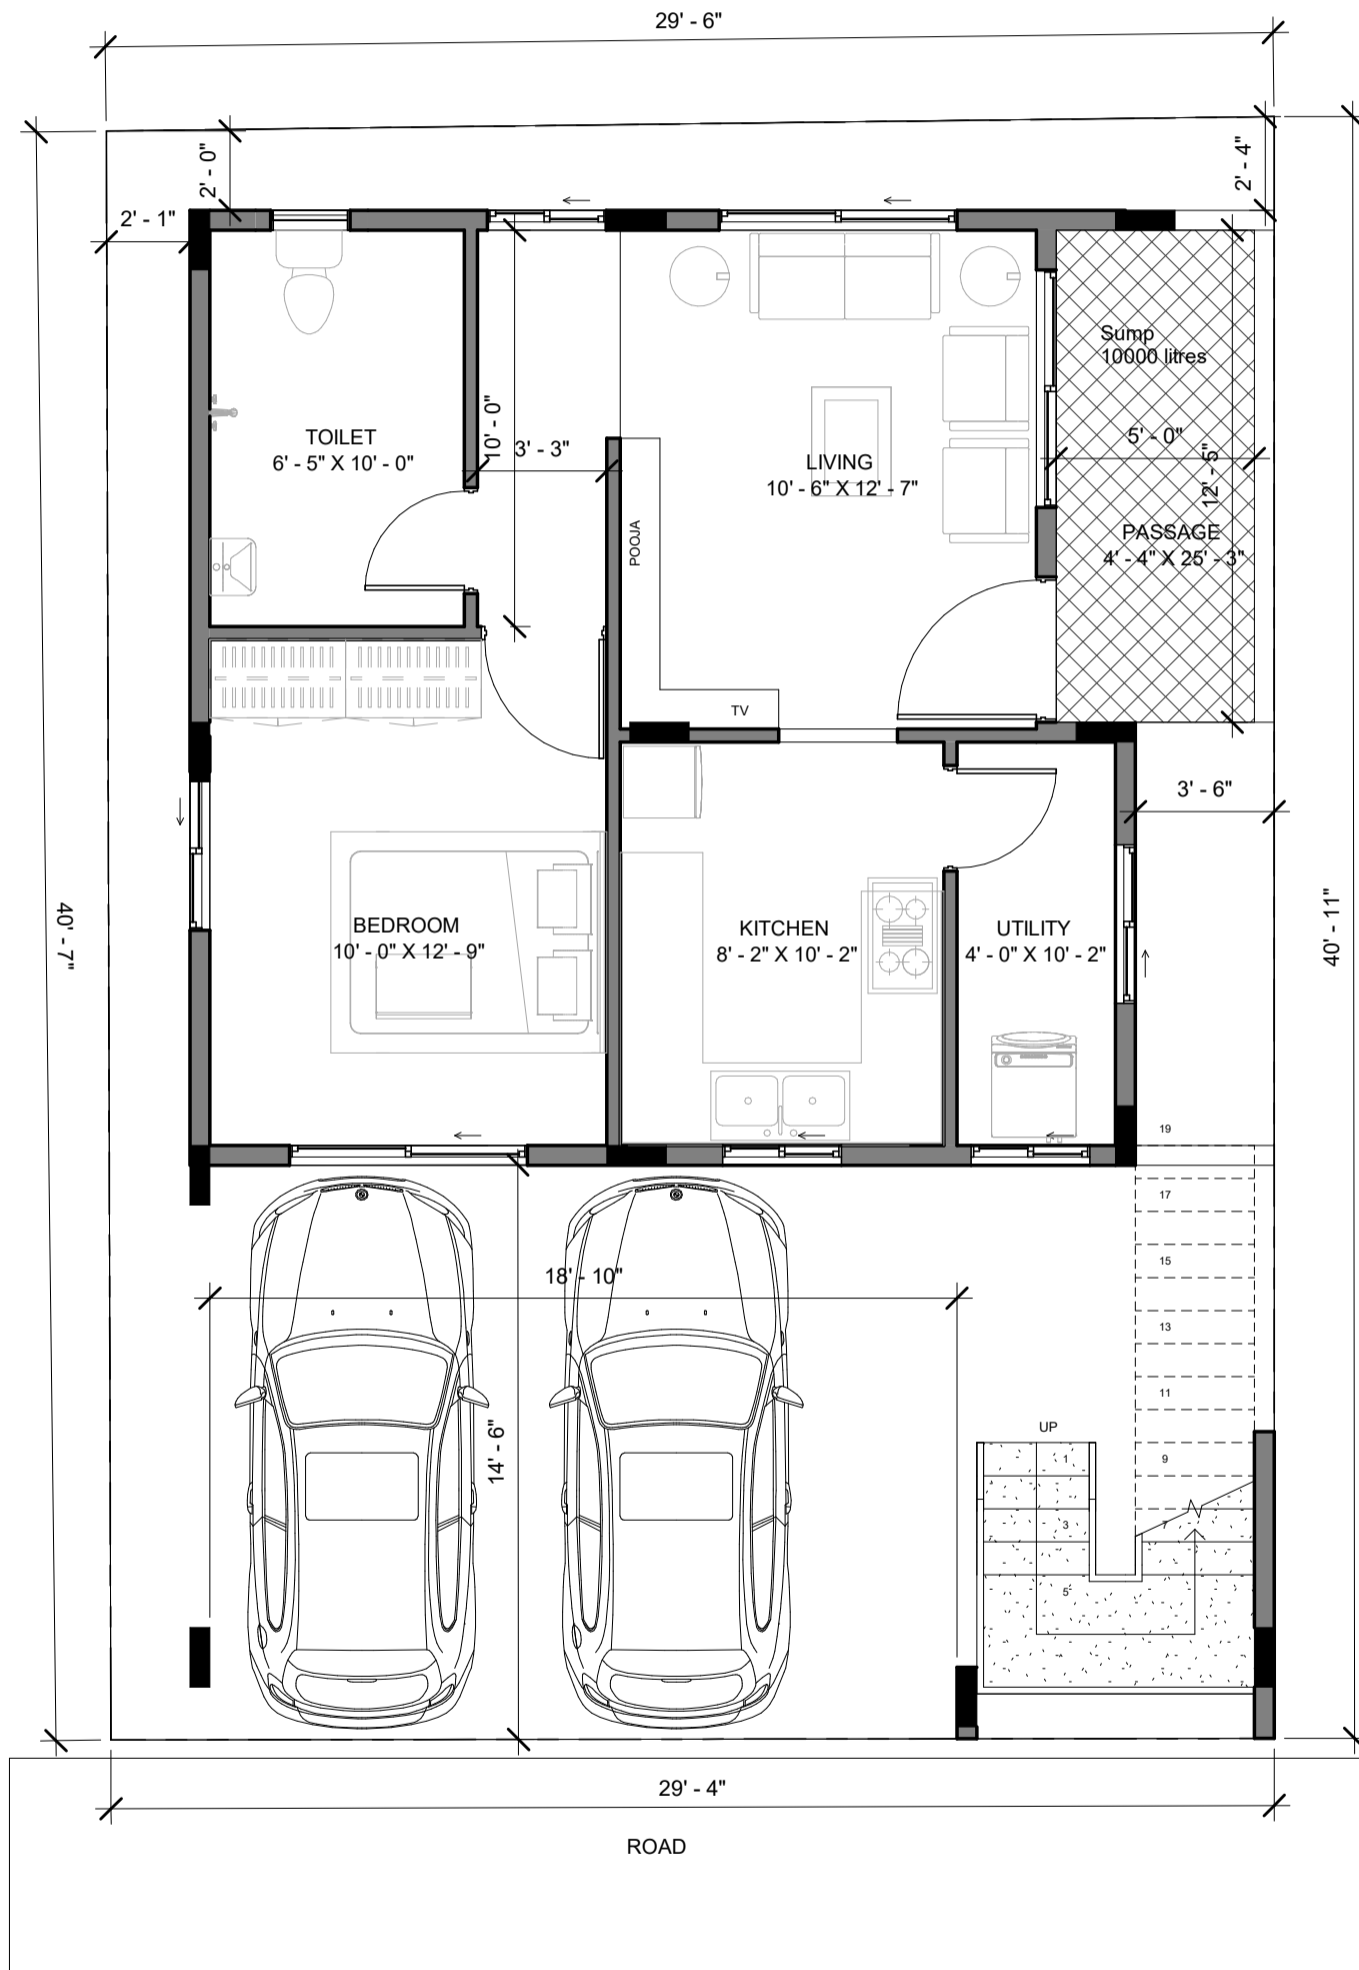 29' - 6"
2' - 0"
2' - 4"
2' - 1"
Sump
10000 litres
10' - 0"
3' - 3"
5' - 0"
12' - 5"
TOILET
6' - 5" X 10' - 0"
LIVING
10' - 6" X 12' - 7"
POOJA
PASSAGE
4' - 4" X 25' - 3"
TV
3' - 6"
40' - 7"
40' - 11"
BEDROOM
10' - 0" X 12' - 9"
KITCHEN
8' - 2" X 10' - 2"
UTILITY
4' - 0" X 10' - 2"
19
17
15
18' - 10"
13
11
UP
14' - 6"
1
9
3
7
5
29' - 4"
ROAD